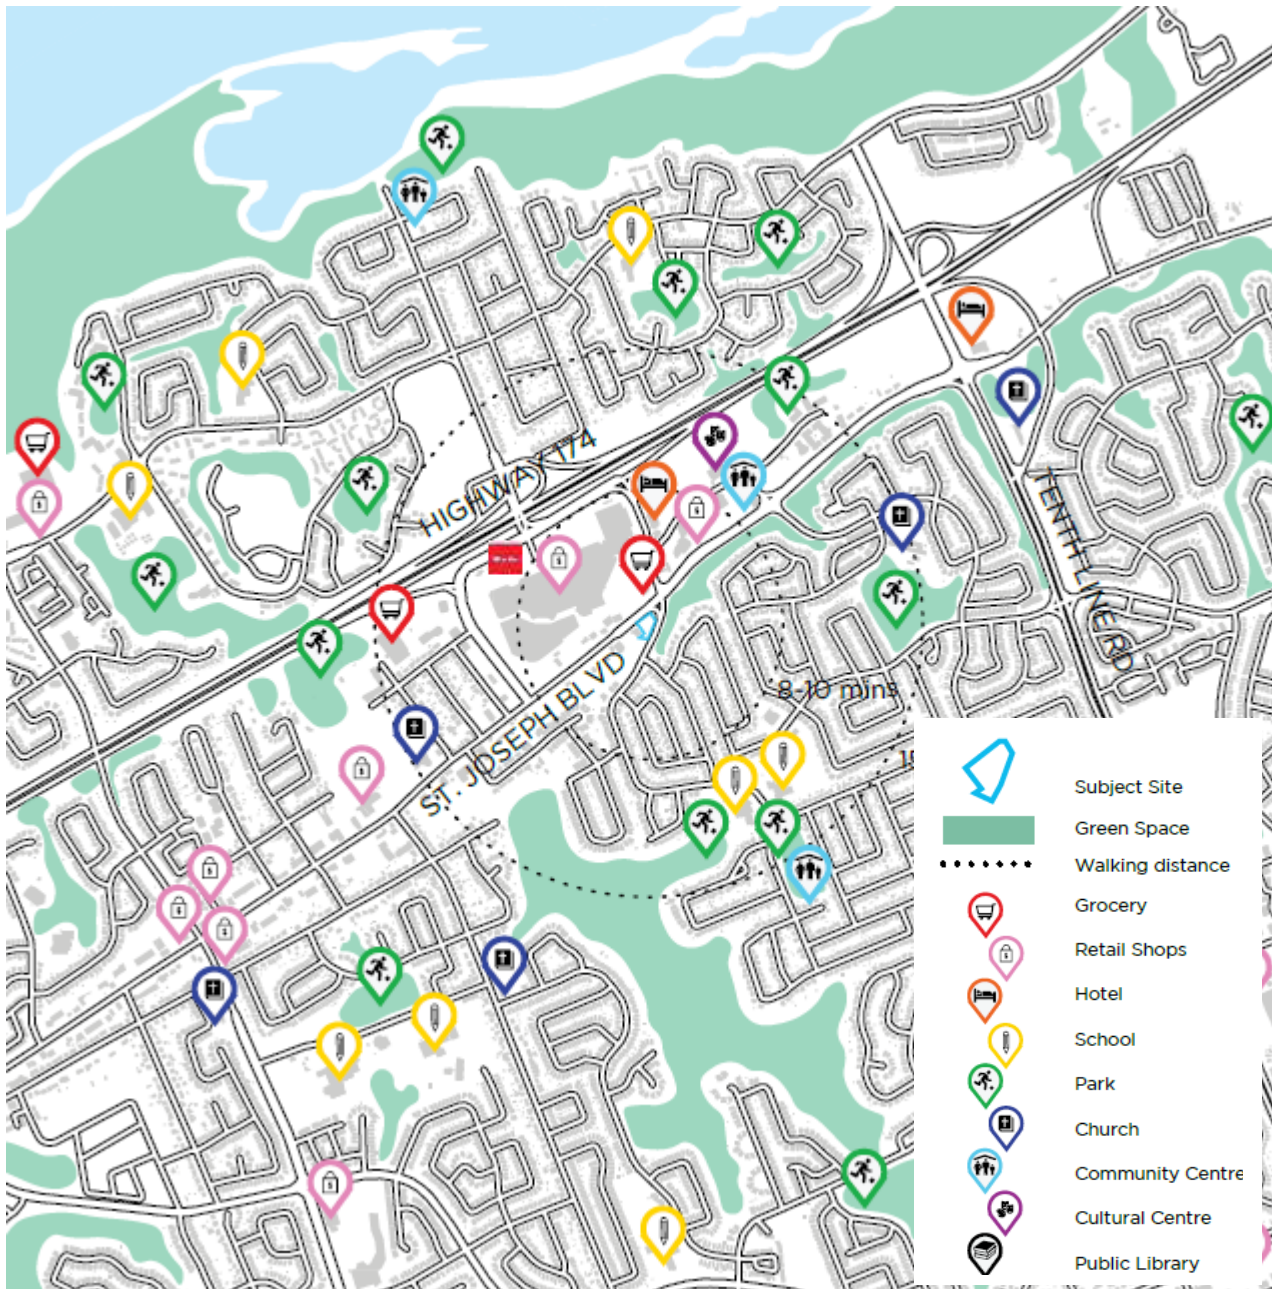 HIGHWAY 174
TENTH LINE RD
ST. JOSEPH BLVD
8-10 mins
Subject Site
Green Space
Walking distance
Grocery
Retail Shops
Hotel
School
Park
Church
Community Centre
Cultural Centre
Public Library